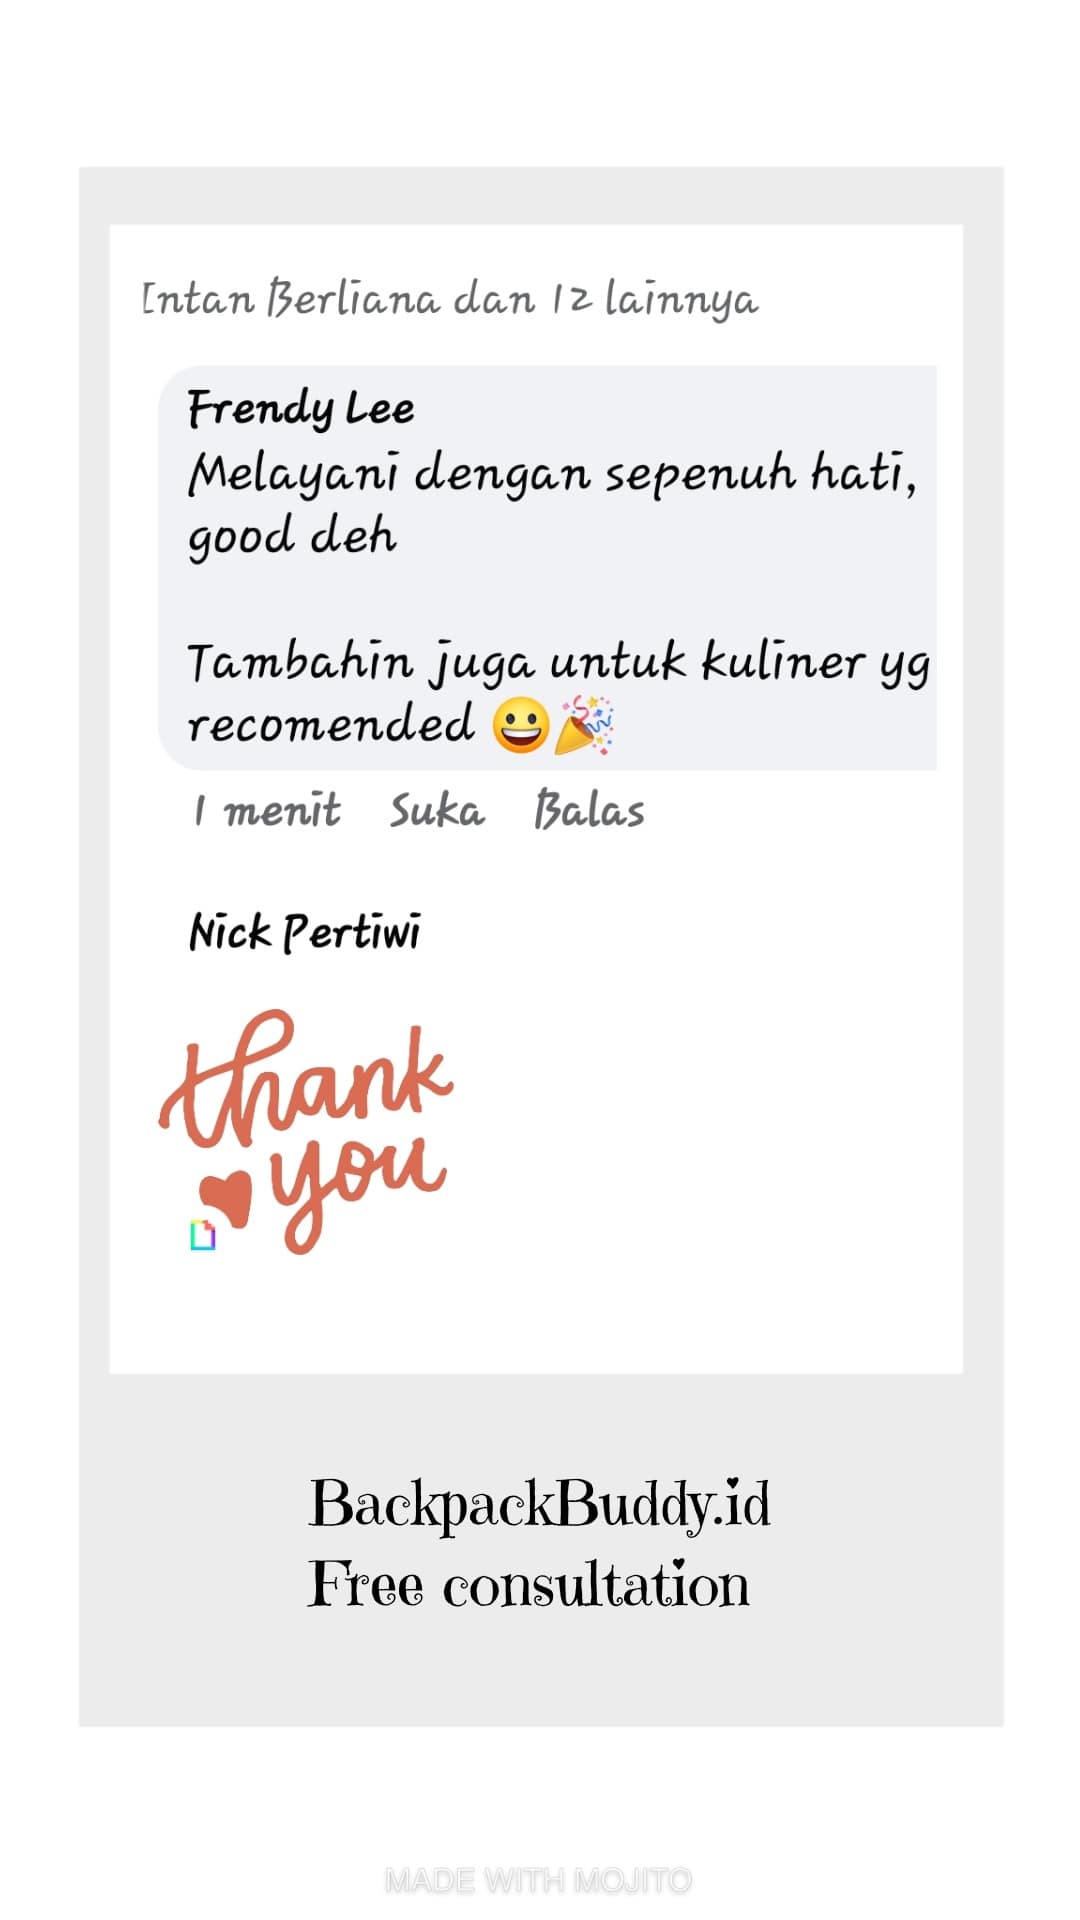 Intan Berliana dan 12 lainnya
Frendy Lee
Melayani dengan sepenuh hati,
good deh
Tambahin juga untuk kuliner yg
recomended 😀🎉
1 menit Suka Balas
Nick Pertiwi
thank
you
BackpackBuddy.id
Free consultation
MADE WITH MOJITO